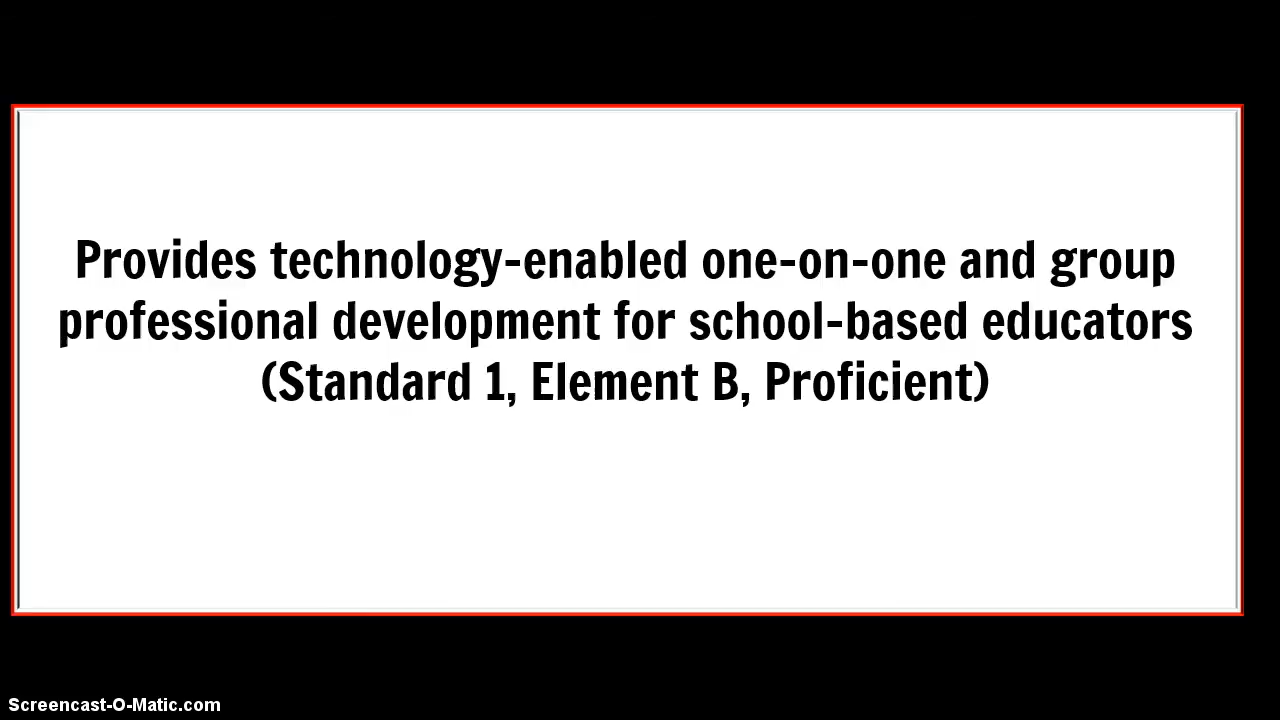 Provides technology-enabled one-on-one and group
professional development for school-based educators
(Standard 1, Element B, Proficient)
Screencast-O-Matic.com